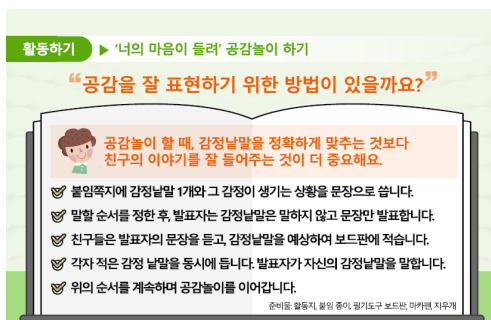 활동하기 ▶ ‘너의 마음이 들려’ 공감놀이 하기
“공감을 잘 표현하기 위한 방법이 있을까요?”
공감놀이 할 때, 감정낱말을 정확하게 맞추는 것보다
친구의 이야기를 잘 들어주는 것이 더 중요해요.
붙임쪽지에 감정낱말 1개와 그 감정이 생기는 상황을 문장으로 씁니다.
말할 순서를 정한 후, 발표자는 감정낱말은 말하지 않고 문장만 발표합니다.
친구들은 발표자의 문장을 듣고, 감정낱말을 예상하여 보드판에 적습니다.
각자 적은 감정 낱말을 동시에 듭니다. 발표자가 자신의 감정낱말을 말합니다.
위의 순서를 계속하며 공감놀이를 이어갑니다.
준비물: 활동지, 붙임 종이, 필기도구 보드판, 마카펜, 지우개